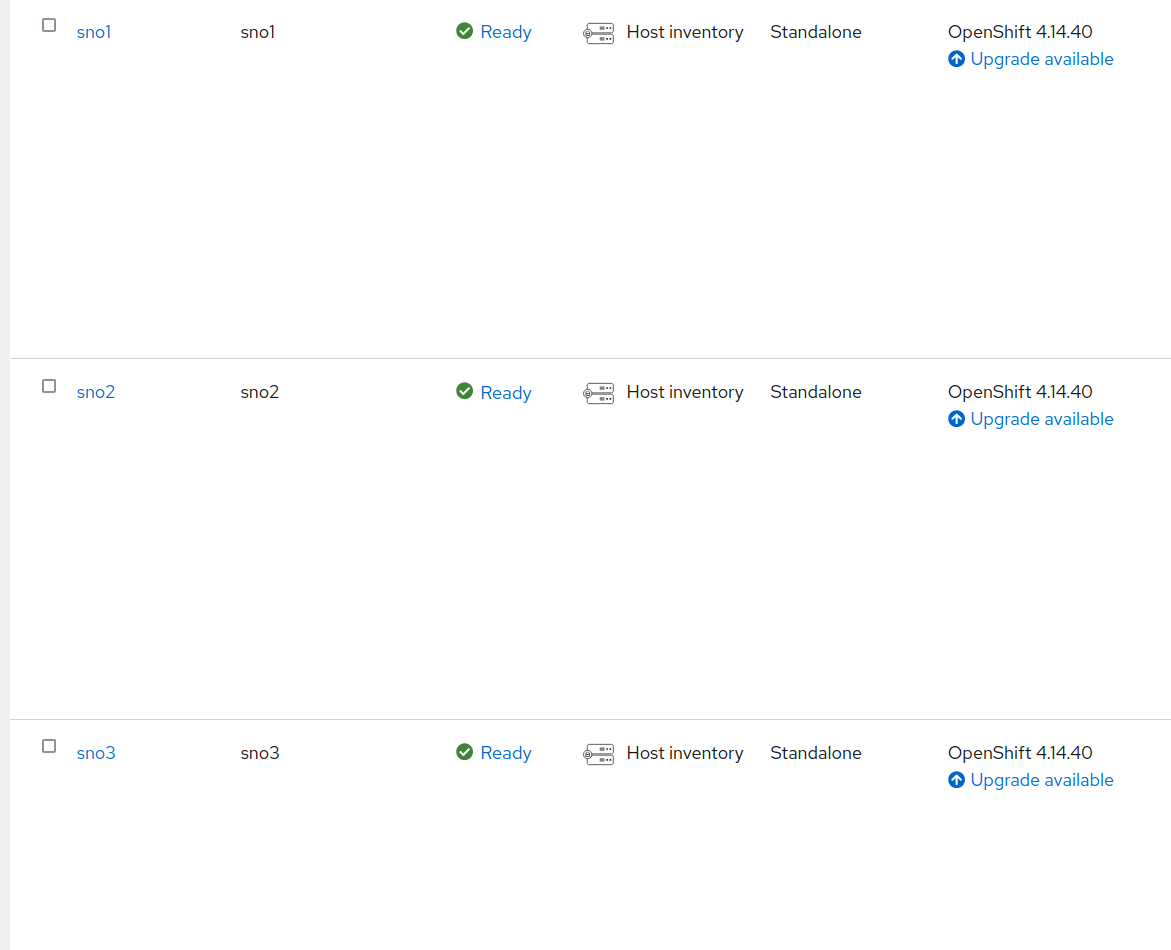 sno1 sno1 Ready Host inventory Standalone OpenShift 4.14.40
Upgrade available
sno2 sno2 Ready Host inventory Standalone OpenShift 4.14.40
Upgrade available
sno3 sno3 Ready Host inventory Standalone OpenShift 4.14.40
Upgrade available